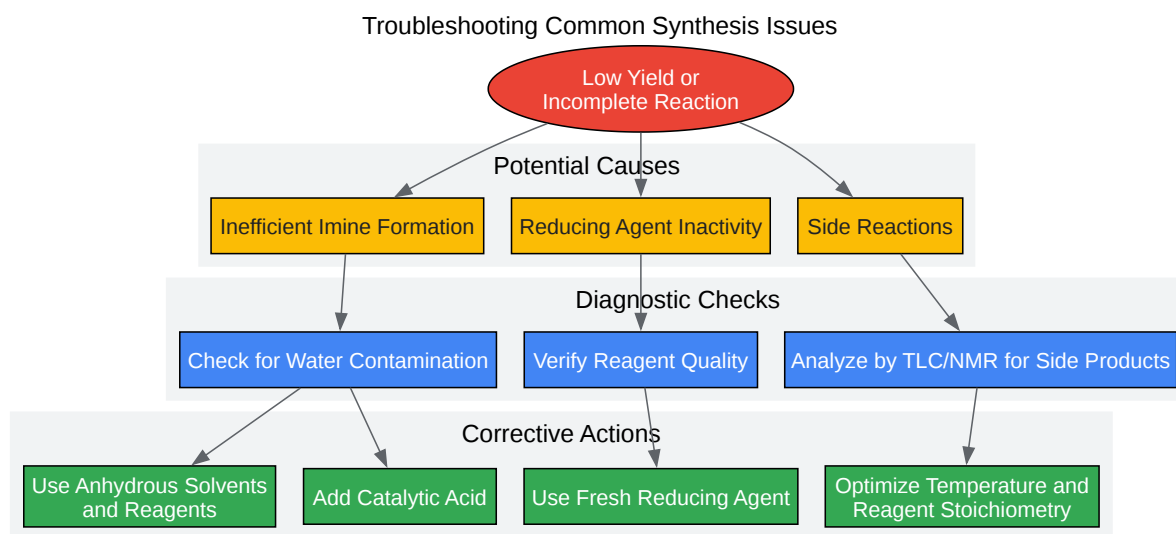 Troubleshooting Common Synthesis Issues
Low Yield or
Incomplete Reaction
Potential Causes
Inefficient Imine Formation
Reducing Agent Inactivity
Side Reactions
Diagnostic Checks
Check for Water Contamination
Verify Reagent Quality
Analyze by TLC/NMR for Side Products
Corrective Actions
Use Anhydrous Solvents
and Reagents
Add Catalytic Acid
Use Fresh Reducing Agent
Optimize Temperature and
Reagent Stoichiometry